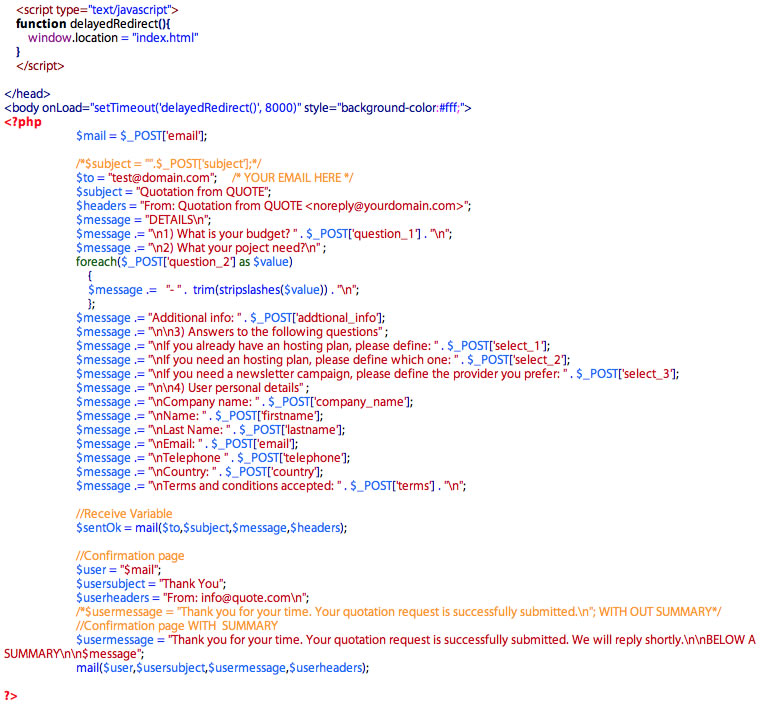 <script type="text/javascript">
function delayedRedirect(){
window.location = "index.html"
}
</script>
</head>
<body onLoad="setTimeout('delayedRedirect()', 8000)" style="background-color:#fff;">
<?php
$mail = $_POST['email'];
/*$subject = "".$_POST['subject'];*/
$to = "test@domain.com"; /* YOUR EMAIL HERE */
$subject = "Quotation from QUOTE";
$headers = "From: Quotation from QUOTE <noreply@yourdomain.com>";
$message = "DETAILS\n";
$message .= "\n1) What is your budget? " . $_POST['question_1'] . "\n";
$message .= "\n2) What your poject need?\n" ;
foreach($_POST['question_2'] as $value)
{
$message .= "- " . trim(stripslashes($value)) . "\n";
};
$message .= "Additional info: " . $_POST['addtional_info'];
$message .= "\n\n3) Answers to the following questions" ;
$message .= "\nIf you already have an hosting plan, please define: " . $_POST['select_1'];
$message .= "\nIf you need an hosting plan, please define which one: " . $_POST['select_2'];
$message .= "\nIf you need a newsletter campaign, please define the provider you prefer: " . $_POST['select_3'];
$message .= "\n\n4) User personal details" ;
$message .= "\nCompany name: " . $_POST['company_name'];
$message .= "\nName: " . $_POST['firstname'];
$message .= "\nLast Name: " . $_POST['lastname'];
$message .= "\nEmail: " . $_POST['email'];
$message .= "\nTelephone " . $_POST['telephone'];
$message .= "\nCountry: " . $_POST['country'];
$message .= "\nTerms and conditions accepted: " . $_POST['terms'] . "\n";
//Receive Variable
$sentOk = mail($to,$subject,$message,$headers);
//Confirmation page
$user = "$mail";
$usersubject = "Thank You";
$userheaders = "From: info@quote.com\n";
/*$usermessage = "Thank you for your time. Your quotation request is successfully submitted.\n"; WITH OUT SUMMARY*/
//Confirmation page WITH SUMMARY
$usermessage = "Thank you for your time. Your quotation request is successfully submitted. We will reply shortly.\n\nBELOW A
SUMMARY\n\n$message";
mail($user,$usersubject,$usermessage,$userheaders);
?>